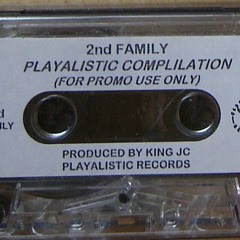 2nd FAMILY
PLAYALISTIC COMPLILATION
(FOR PROMO USE ONLY)
PRODUCED BY KING JC
PLAYALISTIC RECORDS